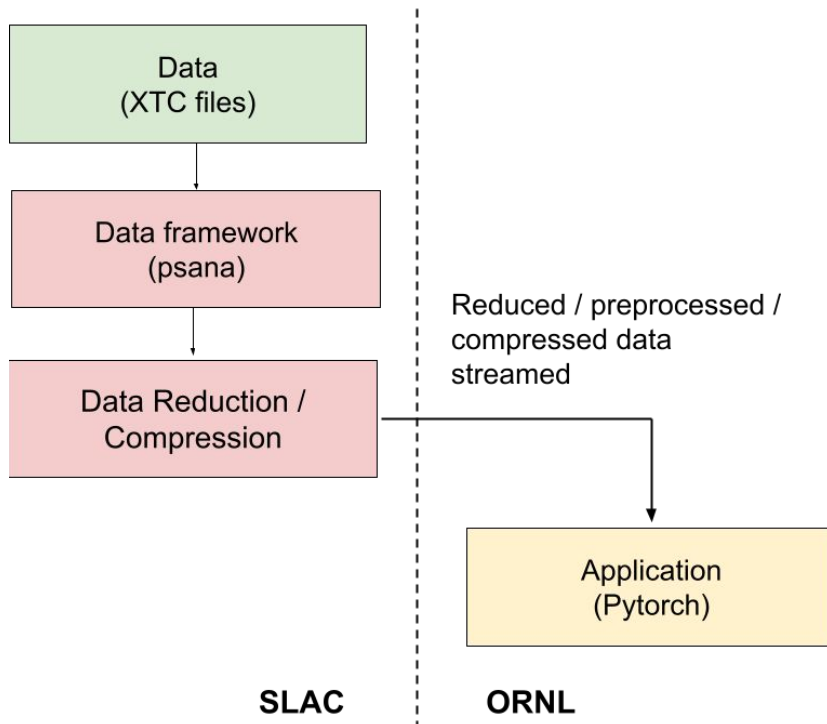 Data
(XTC files)
Data framework
(psana)
Reduced / preprocessed /
compressed data
streamed
Data Reduction /
Compression
Application
(Pytorch)
SLAC
ORNL